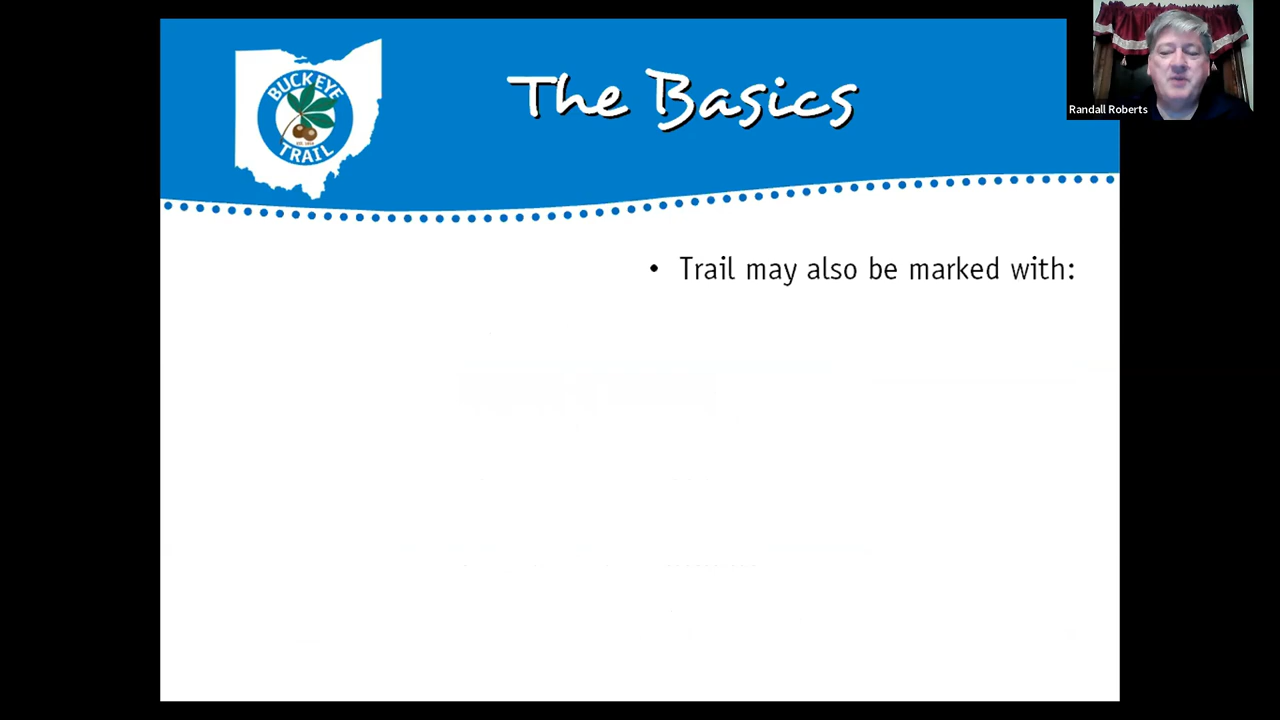 BUCKEYE
TRAIL
The Basics
Randall Roberts
• Trail may also be marked with: